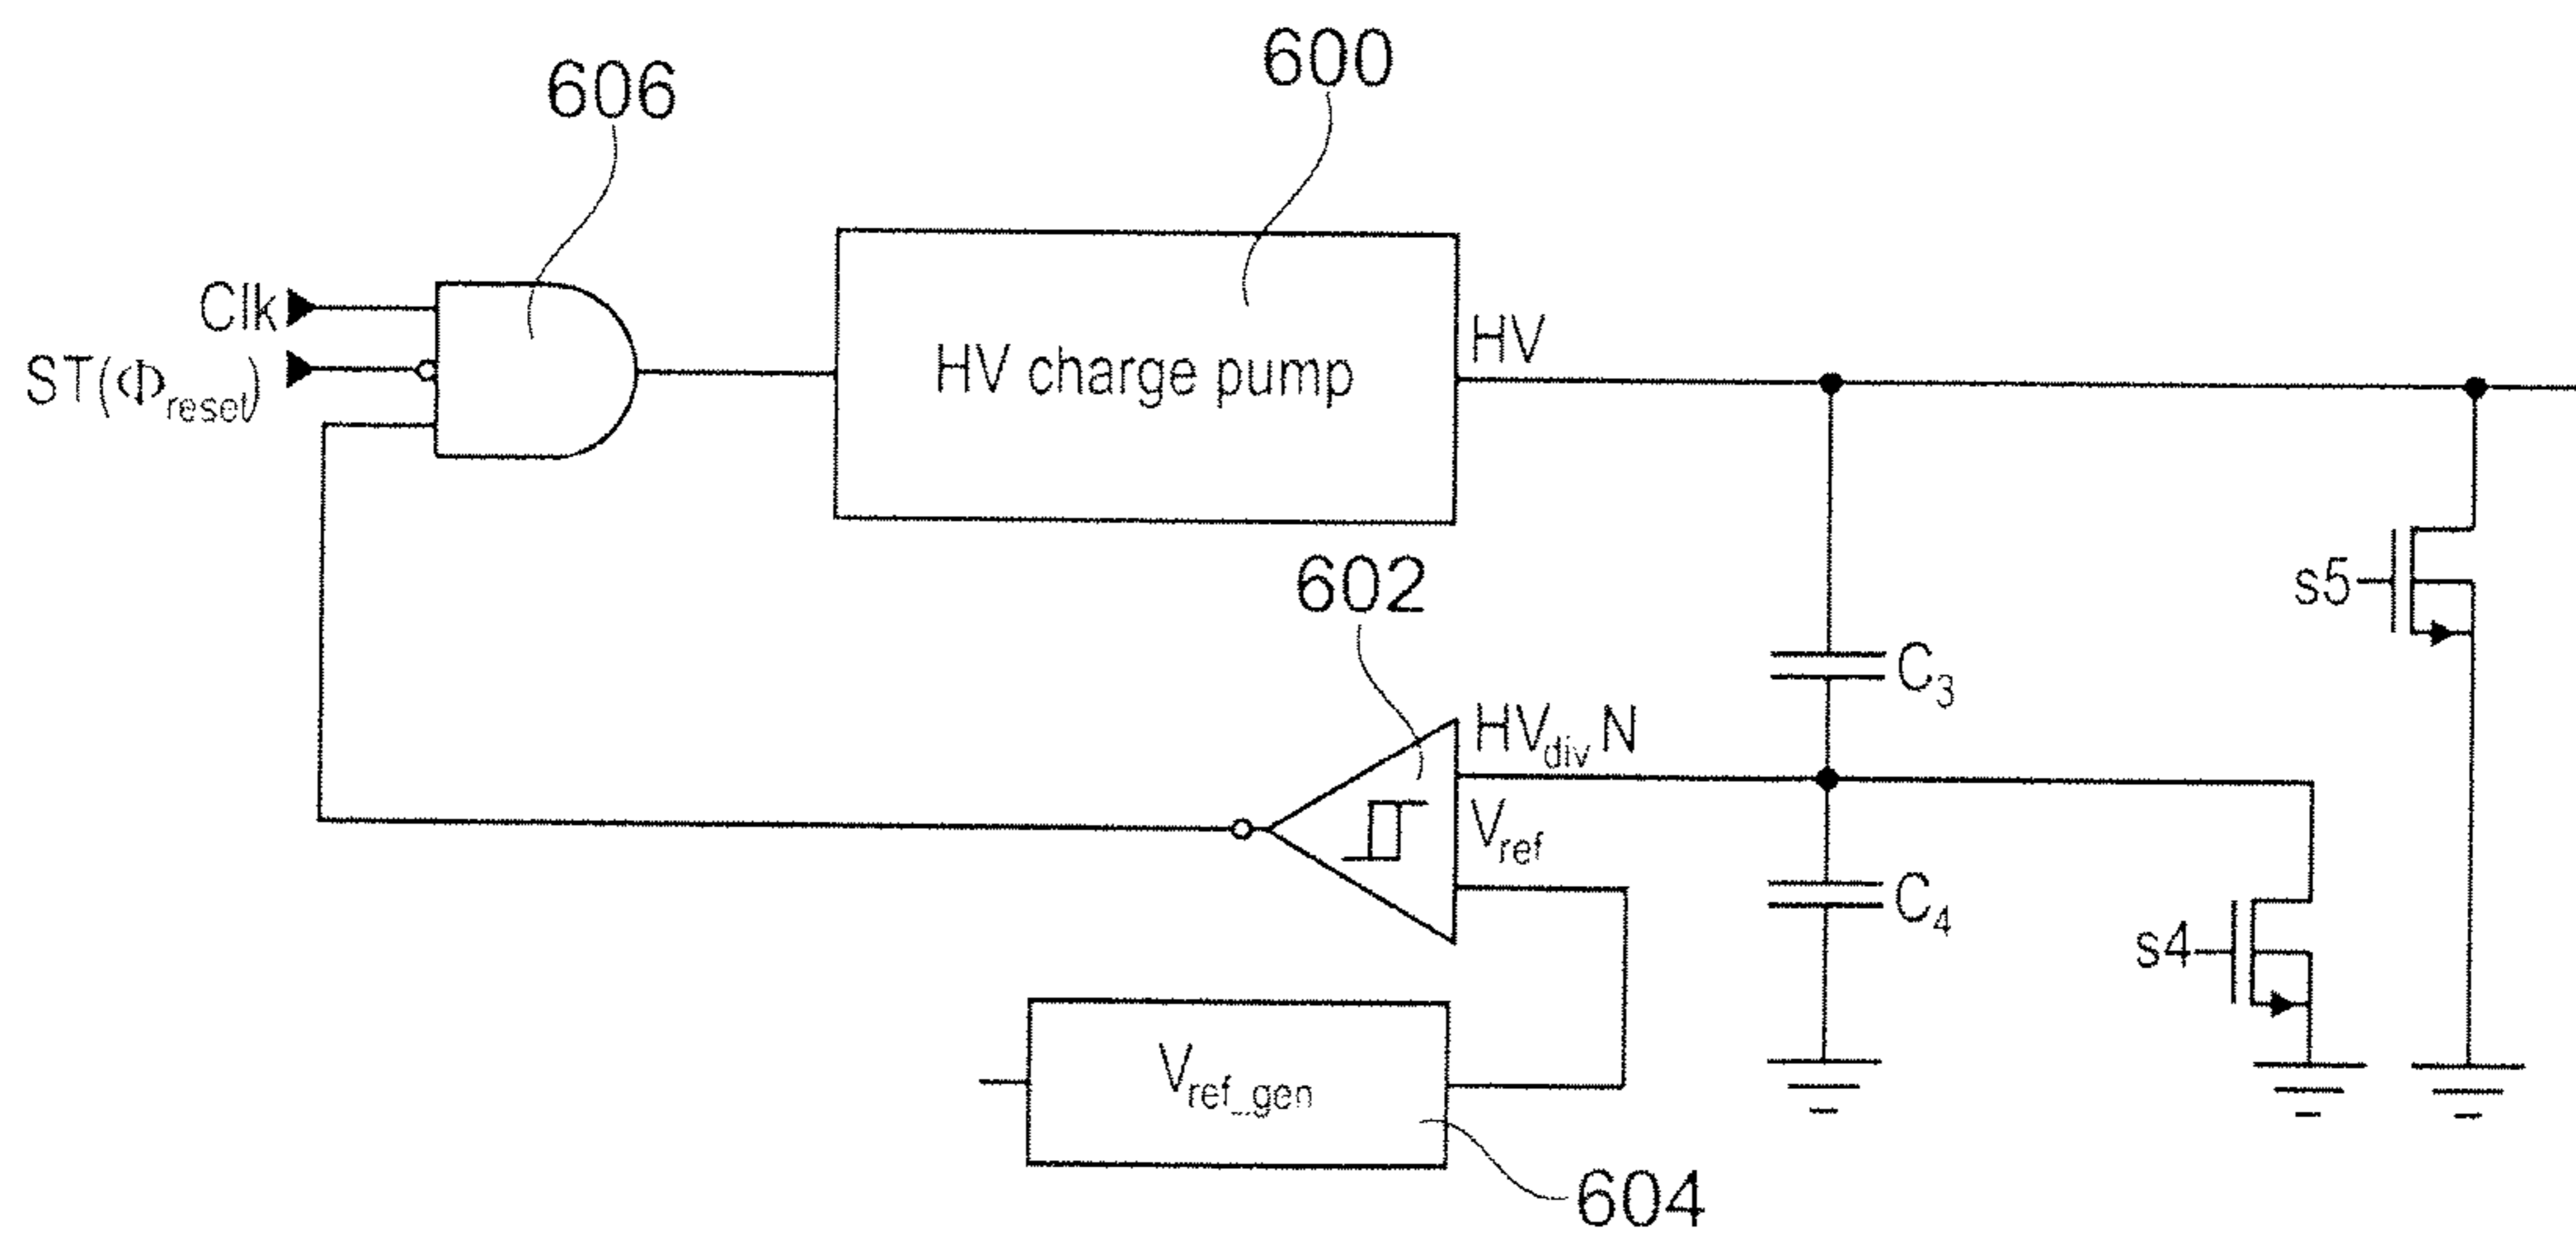 600
606
Clk
ST(Φreset)
HV charge pump
HV
s5
602
C3
HVdiv N
Vref
C4
s4
Vref_gen
604